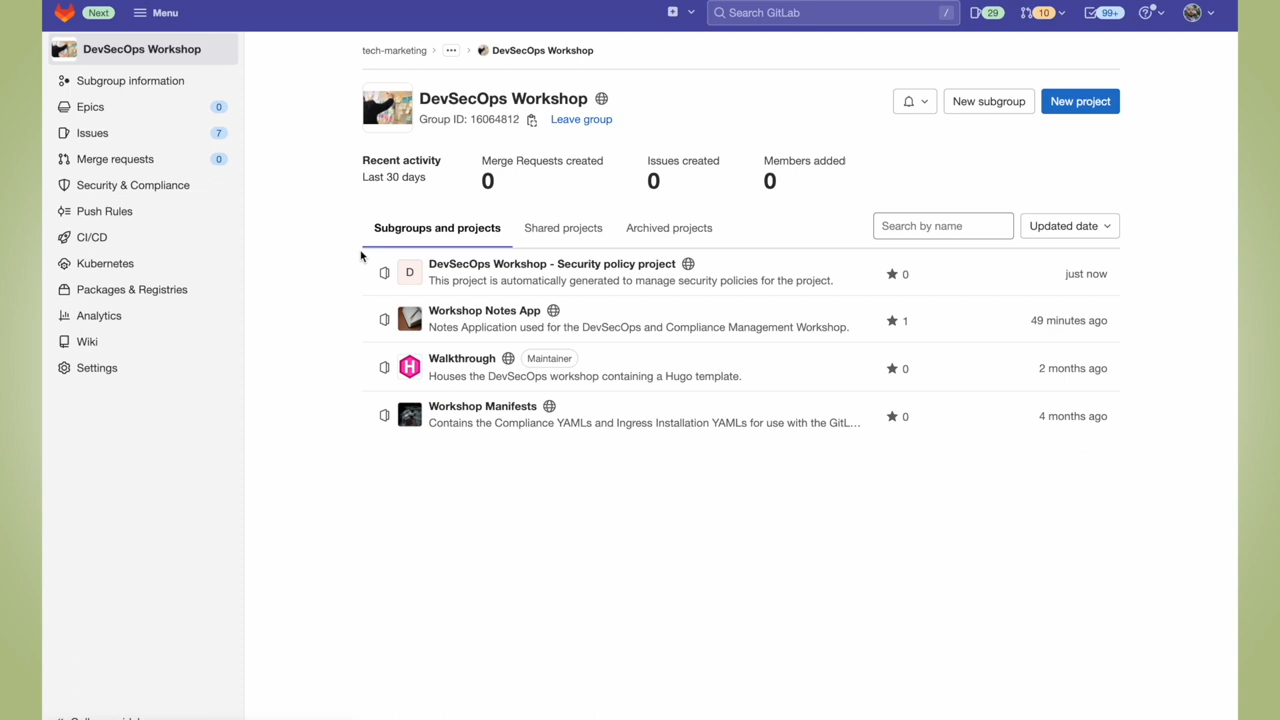 Next
Menu
Search GitLab
/
29
10
99+
DevSecOps Workshop
Subgroup information
Epics
0
Issues
7
Merge requests
0
Security & Compliance
Push Rules
CI/CD
Kubernetes
Packages & Registries
Analytics
Wiki
Settings
tech-marketing
DevSecOps Workshop
DevSecOps Workshop
Group ID: 16064812
Leave group
New subgroup
New project
Recent activity
Last 30 days
Merge Requests created
0
Issues created
0
Members added
0
Subgroups and projects
Shared projects
Archived projects
Search by name
Updated date
D
DevSecOps Workshop - Security policy project
This project is automatically generated to manage security policies for the project.
0
just now
Workshop Notes App
Notes Application used for the DevSecOps and Compliance Management Workshop.
1
49 minutes ago
Walkthrough
Maintainer
Houses the DevSecOps workshop containing a Hugo template.
0
2 months ago
Workshop Manifests
Contains the Compliance YAMLs and Ingress Installation YAMLs for use with the GitL…
0
4 months ago